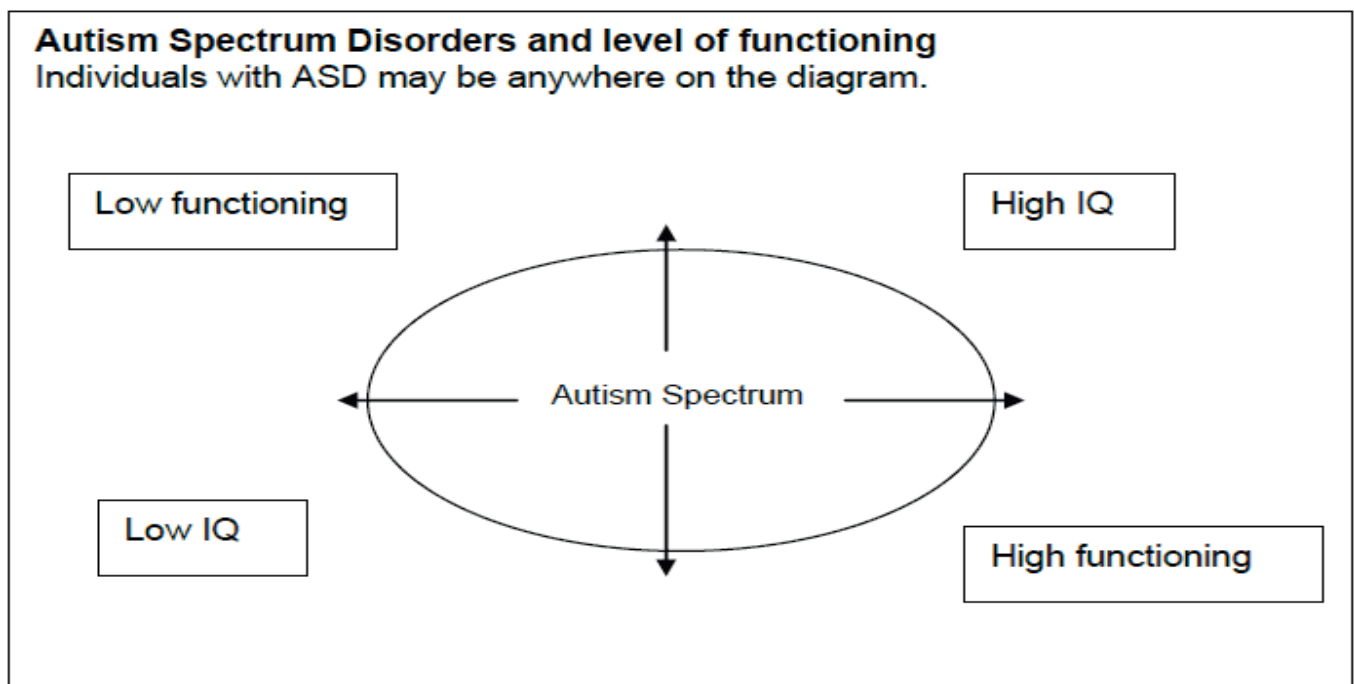 Autism Spectrum Disorders and level of functioning
Individuals with ASD may be anywhere on the diagram.
Low functioning
High IQ
Autism Spectrum
Low IQ
High functioning